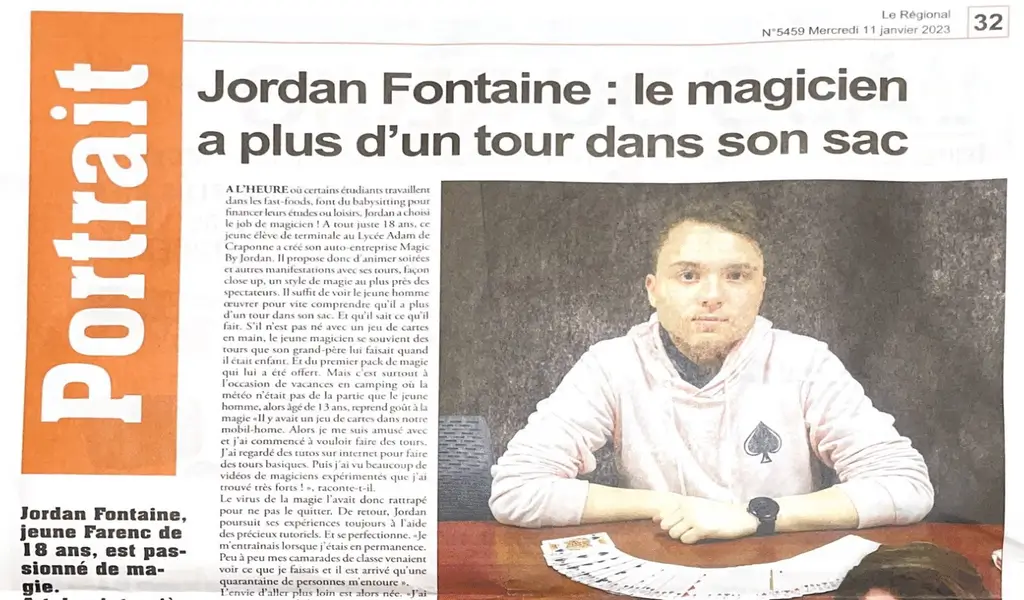 Le Régional
N°5459 Mercredi 11 janvier 2023
32
Portrait
Jordan Fontaine : le magicien
a plus d'un tour dans son sac
A L'HEURE où certains étudiants travaillent
dans les fast-foods, font du babysitting pour
financer leurs études ou loisirs, Jordan a choisi
le job de magicien ! A tout juste 18 ans, ce
jeune élève de terminale au Lycée Adam de
Craponne a créé son auto-entreprise Magic
By Jordan. Il propose donc d'animer soirées
et autres manifestations avec ses tours, façon
close up, un style de magie au plus près des
spectateurs. Il suffit de voir le jeune homme
œuvrer pour vite comprendre qu'il a plus
d'un tour dans son sac. Et qu'il sait ce qu'il
fait. S'il n'est pas né avec un jeu de cartes
en main, le jeune magicien se souvient des
tours que son grand-père lui faisait quand
il était enfant. Et du premier pack de magie
qui lui a été offert. Mais c'est surtout à
l'occasion de vacances en camping où la
météo n'était pas de la partie que le jeune
homme, alors âgé de 13 ans, reprend goût à la
magie «Il y avait un jeu de cartes dans notre
mobil-home. Alors je me suis amusé avec
et j'ai commencé à vouloir faire des tours.
J'ai regardé des tutos sur internet pour faire
des tours basiques. Puis j'ai vu beaucoup de
vidéos de magiciens expérimentés que j'ai
trouvé très forts ! », raconte-t-il.
Le virus de la magie l'avait donc rattrapé
pour ne pas le quitter. De retour, Jordan
poursuit ses expériences toujours à l'aide
des précieux tutoriels. Et se perfectionne. «Je
m'entraînais lorsque j'étais en permanence.
Peu à peu mes camarades de classe venaient
voir ce que je faisais et il est arrivé qu'une
quarantaine de personnes m'entoure ».
L'envie d'aller plus loin est alors née. «J'ai
Jordan Fontaine,
jeune Farenc de
18 ans, est pas-
sionné de ma-
gie.